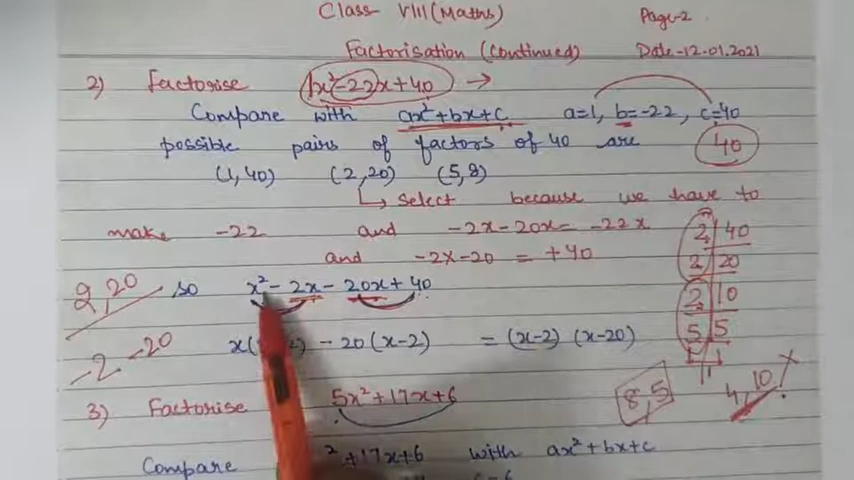 Class VIII (Maths) Page-2
Factorisation (Continued) Date-12.01.2021
2) Factorise x²-22x+40 →
Compare with ax²+bx+c a=1, b=-22, c=40
possible pairs of factors of 40 are 40
(1,40) (2,20) (5,8)
↳ select because we have to
make -22 and -2x-20x= -22x 2 40
and -2x-20 = +40 2 20
2,20 so x²-2x-20x+40 2 10
-2 -20 x( 2) -20(x-2) = (x-2) (x-20) 5 5
1
3) Factorise 5x²+17x+6 8,5 4,10 x
Compare ²+17x+6 with ax²+bx+c